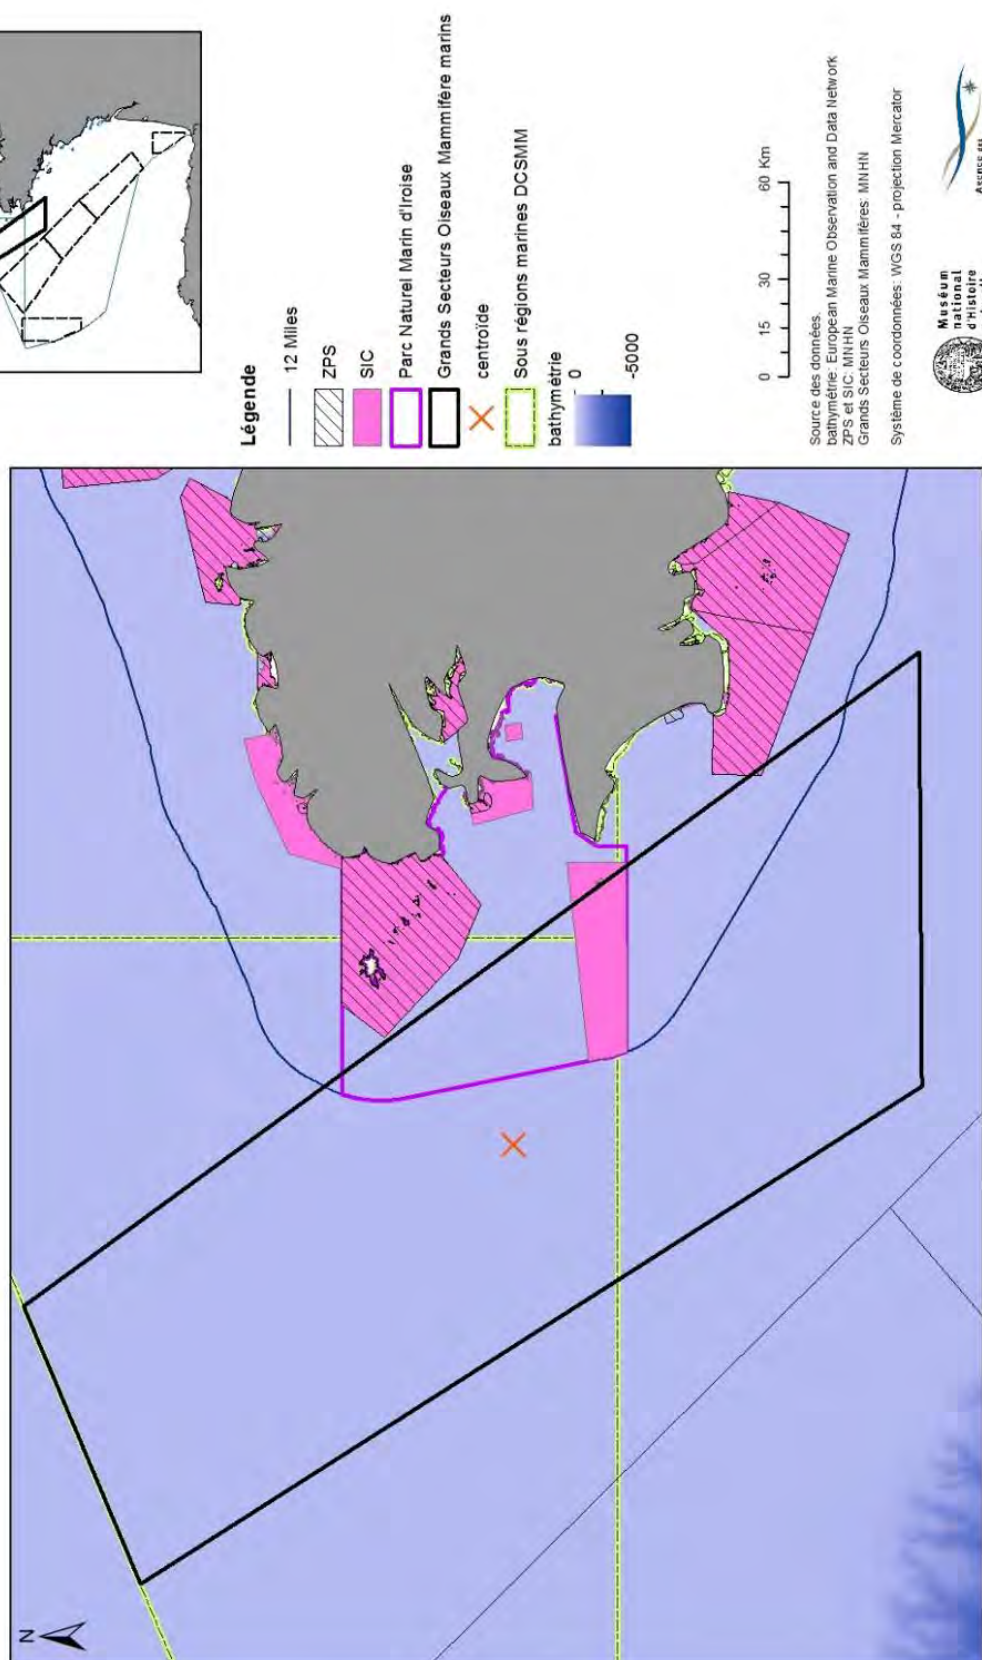 Légende
12 Miles
ZPS
SIC
Parc Naturel Marin d'Iroise
Grands Secteurs Oiseaux Mammifère marins
centroïde
Sous régions marines DCSMM
bathymétrie
0
-5000
0 15 30 60 Km
Source des données.
bathymétrie: European Marine Observation and Data Network
ZPS et SIC: MNHN
Grands Secteurs Oiseaux Mammifères: MNHN
Système de coordonnées: WGS 84 - projection Mercator
Muséum
national
d'Histoire
N